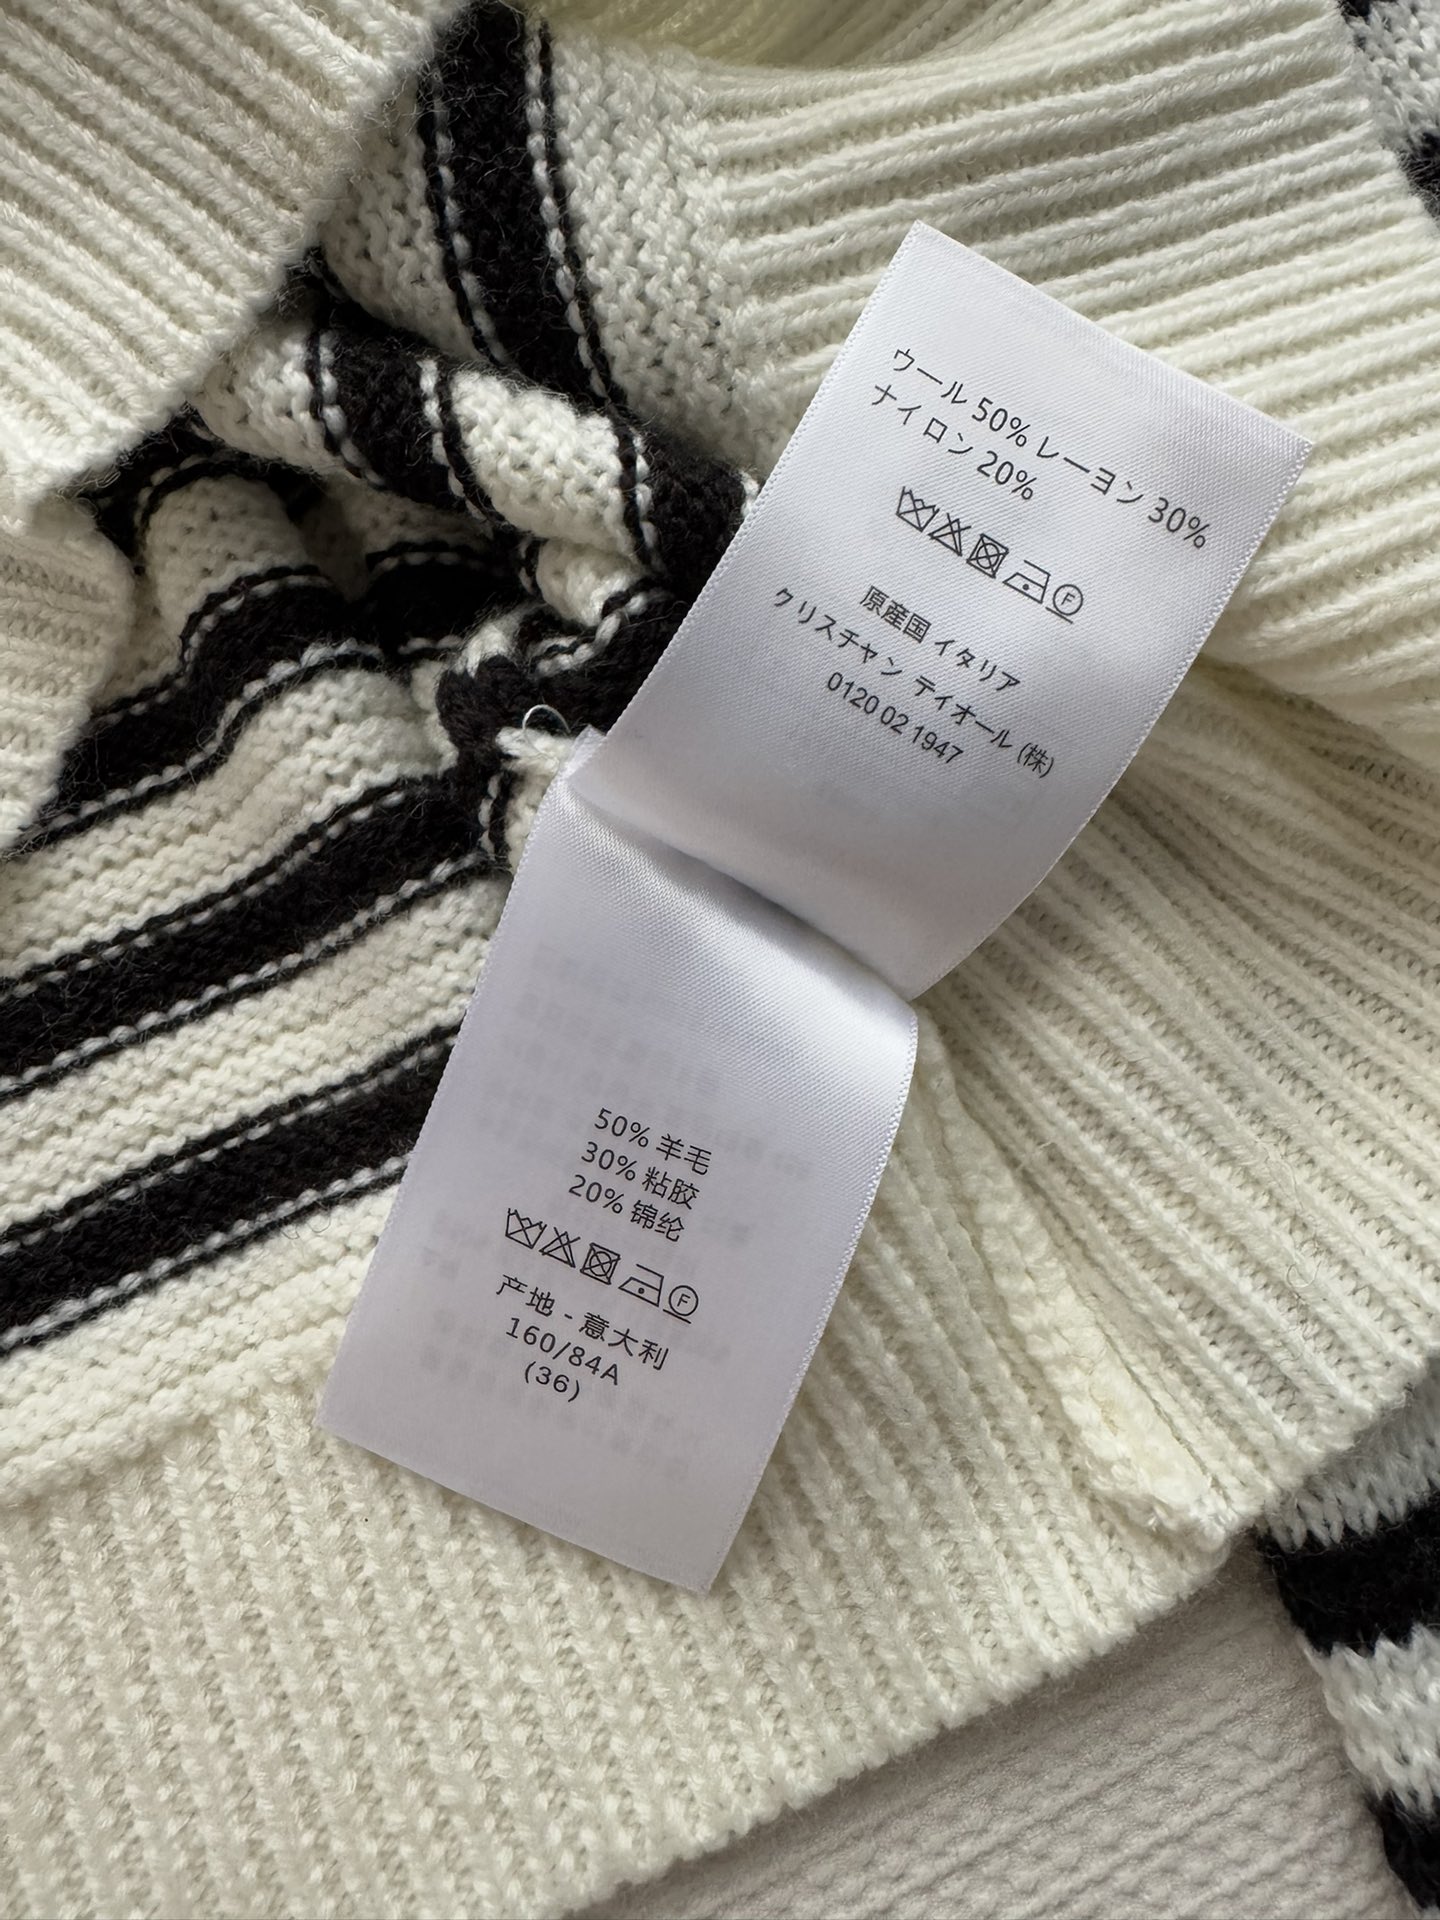 ウール 50% レーヨン 30%
ナイロン 20%
F
原産国 イタリア
クリスチャン ディオール (株)
0120 02 1947
50% 羊毛
30% 粘胶
20% 锦纶
F
产地 - 意大利
160/84A
(36)